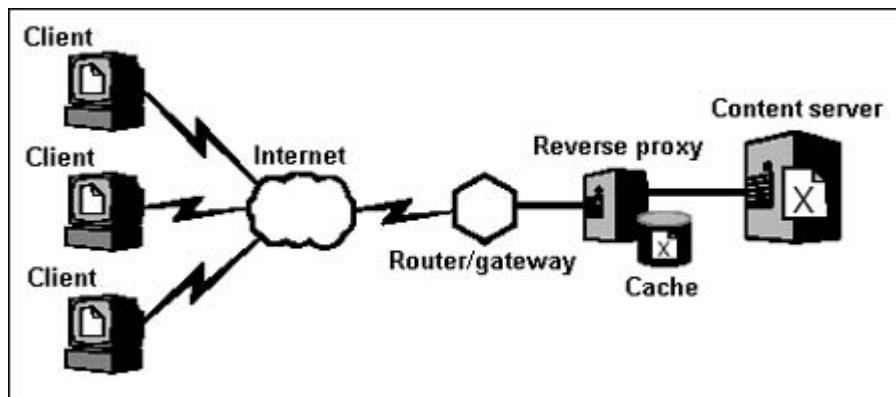 Client
Client
Client
Internet
Router/gateway
Reverse proxy
X
Cache
Content server
X